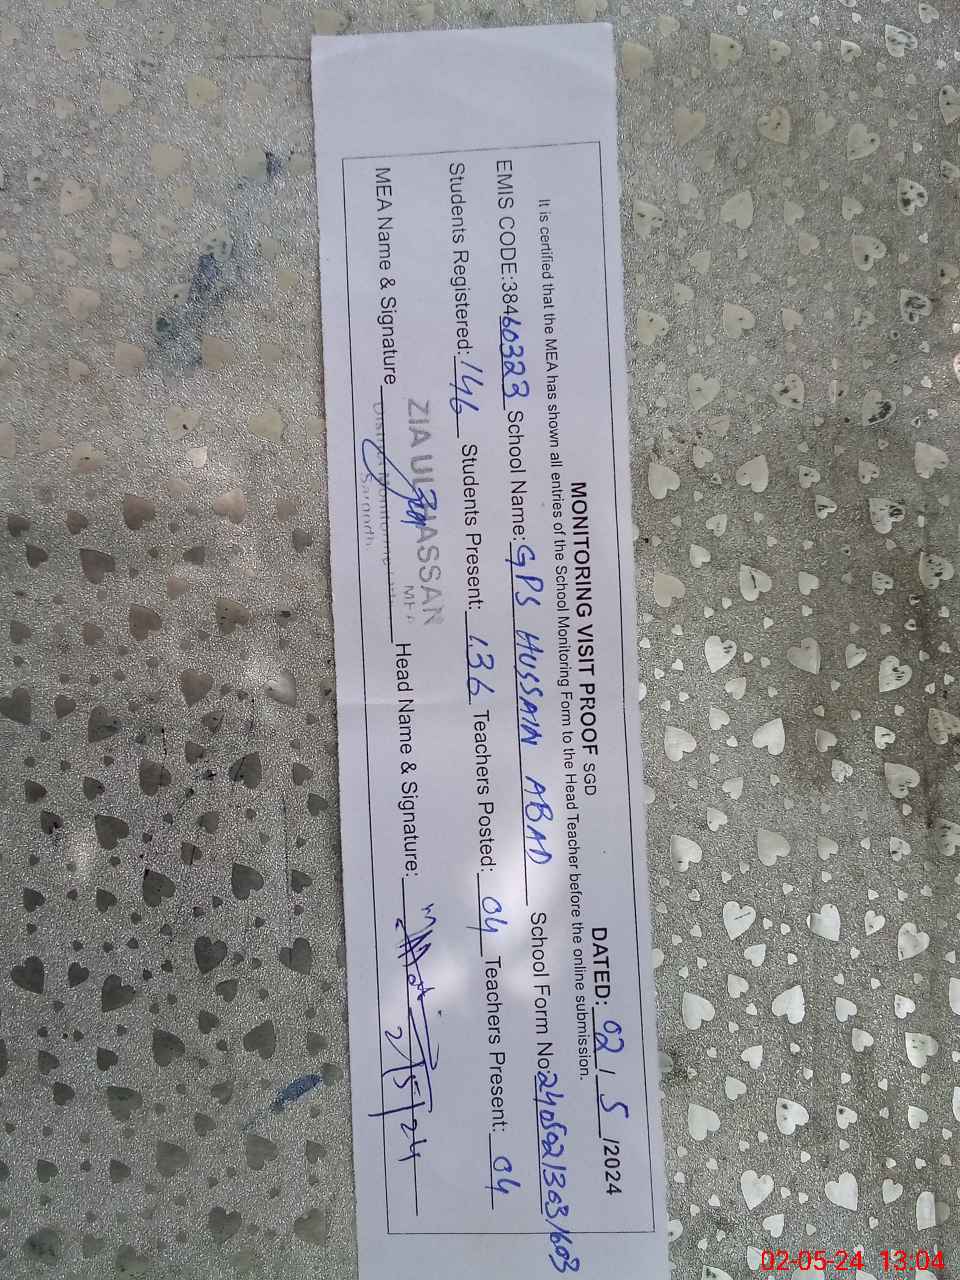 MONITORING VISIT PROOF SGD DATED: 02 / 5 /2024
It is certified that the MEA has shown all entries of the School Monitoring Form to the Head Teacher before the online submission.
EMIS CODE:38460323 School Name: GPS HUSSAIN ABAD School Form No: 24050213031603
Students Registered: 146 Students Present: 136 Teachers Posted: 04 Teachers Present: 04
MEA Name & Signature Head Name & Signature: 2/5/24
ZIA UL HASSAN
MEA
02-05-24 13:04